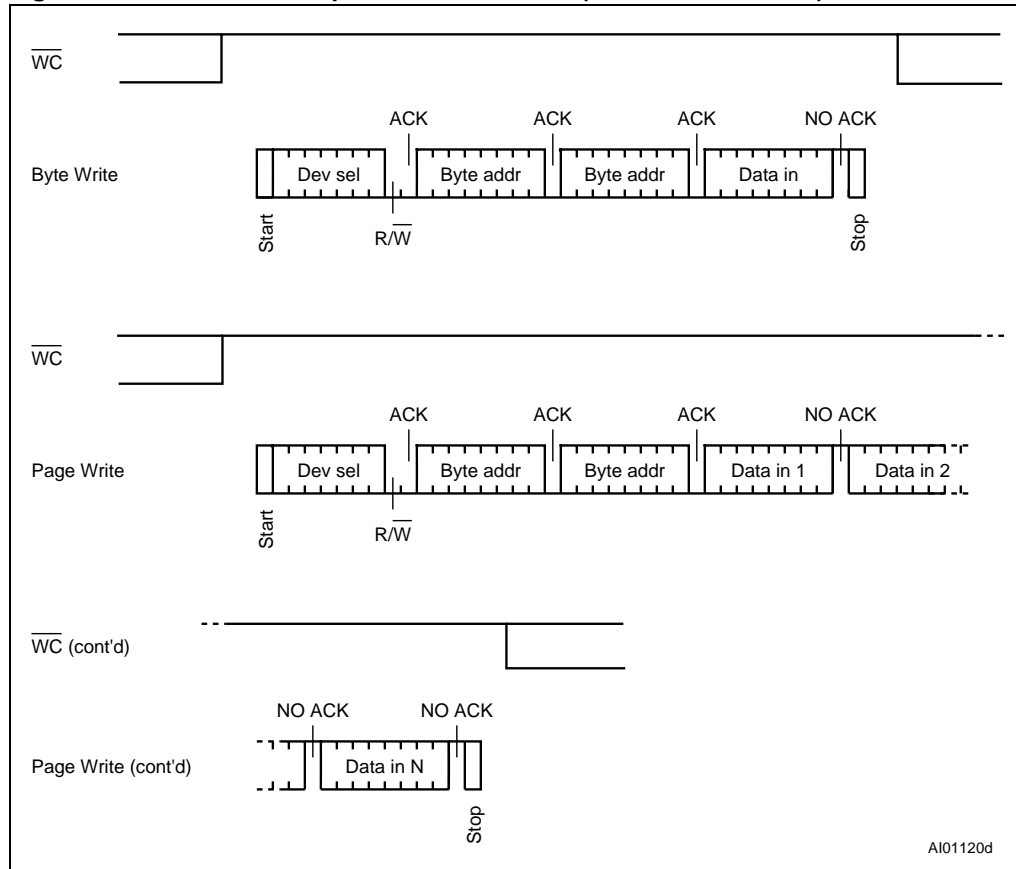 WC
ACK ACK ACK NO ACK
Byte Write Dev sel Byte addr Byte addr Data in
Start R/W Stop
WC
ACK ACK ACK NO ACK
Page Write Dev sel Byte addr Byte addr Data in 1 Data in 2
Start R/W
WC (cont'd)
NO ACK NO ACK
Page Write (cont'd) Data in N
Stop
AI01120d